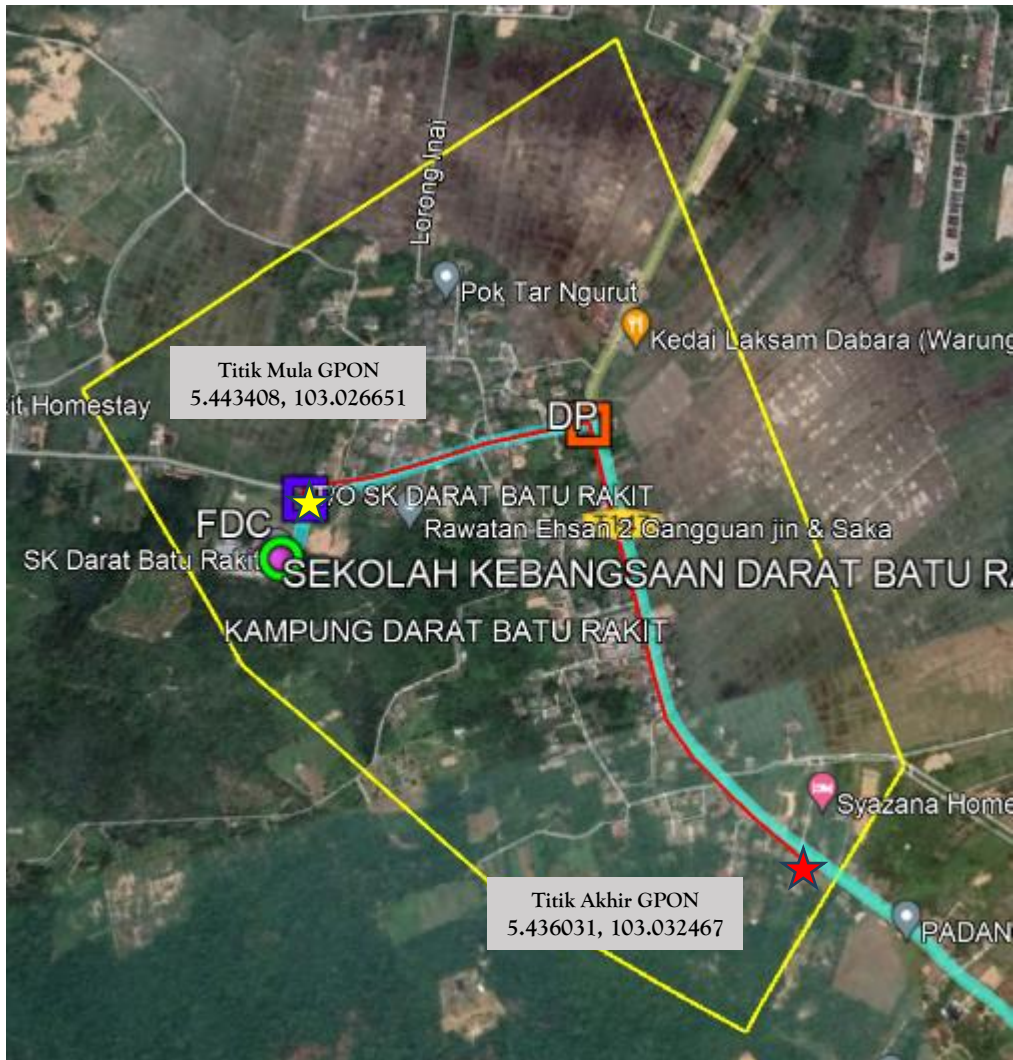 Lorong Inai
Pok Tar Ngurut
Kedai Laksam Dabara (Warung
Titik Mula GPON
5.443408, 103.026651
it Homestay
DP
T/O SK DARAT BATU RAKIT
FDC
Rawatan Ehsan 2 Gangguan jin & Saka
SK Darat Batu Rakit
SEKOLAH KEBANGSAAN DARAT BATU RA
KAMPUNG DARAT BATU RAKIT
Syazana Home
Titik Akhir GPON
5.436031, 103.032467
PADAN